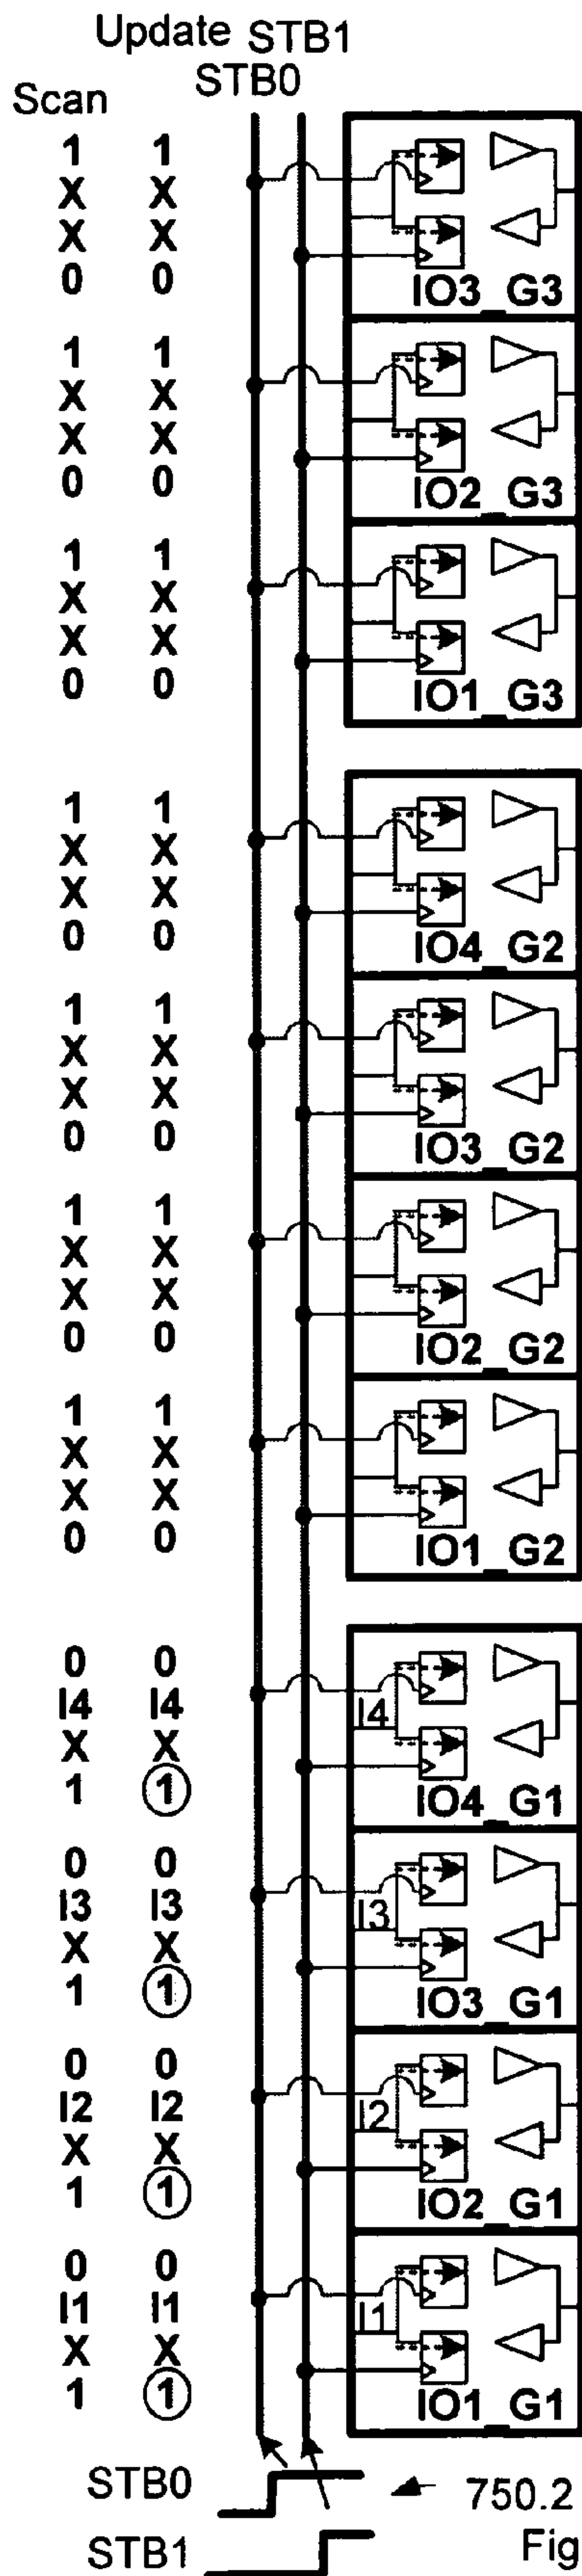 Update STB1
STB0
Scan
1 1
X X
X X
0 0
IO3_G3
1 1
X X
X X
0 0
IO2_G3
1 1
X X
X X
0 0
IO1_G3
1 1
X X
X X
0 0
IO4_G2
1 1
X X
X X
0 0
IO3_G2
1 1
X X
X X
0 0
IO2_G2
1 1
X X
X X
0 0
IO1_G2
0 0
I4 I4 I4
X X
1 1
IO4_G1
0 0
I3 I3 I3
X X
1 1
IO3_G1
0 0
I2 I2 I2
X X
1 1
IO2_G1
0 0
I1 I1 I1
X X
1 1
IO1_G1
STB0 750.2
STB1 Fig